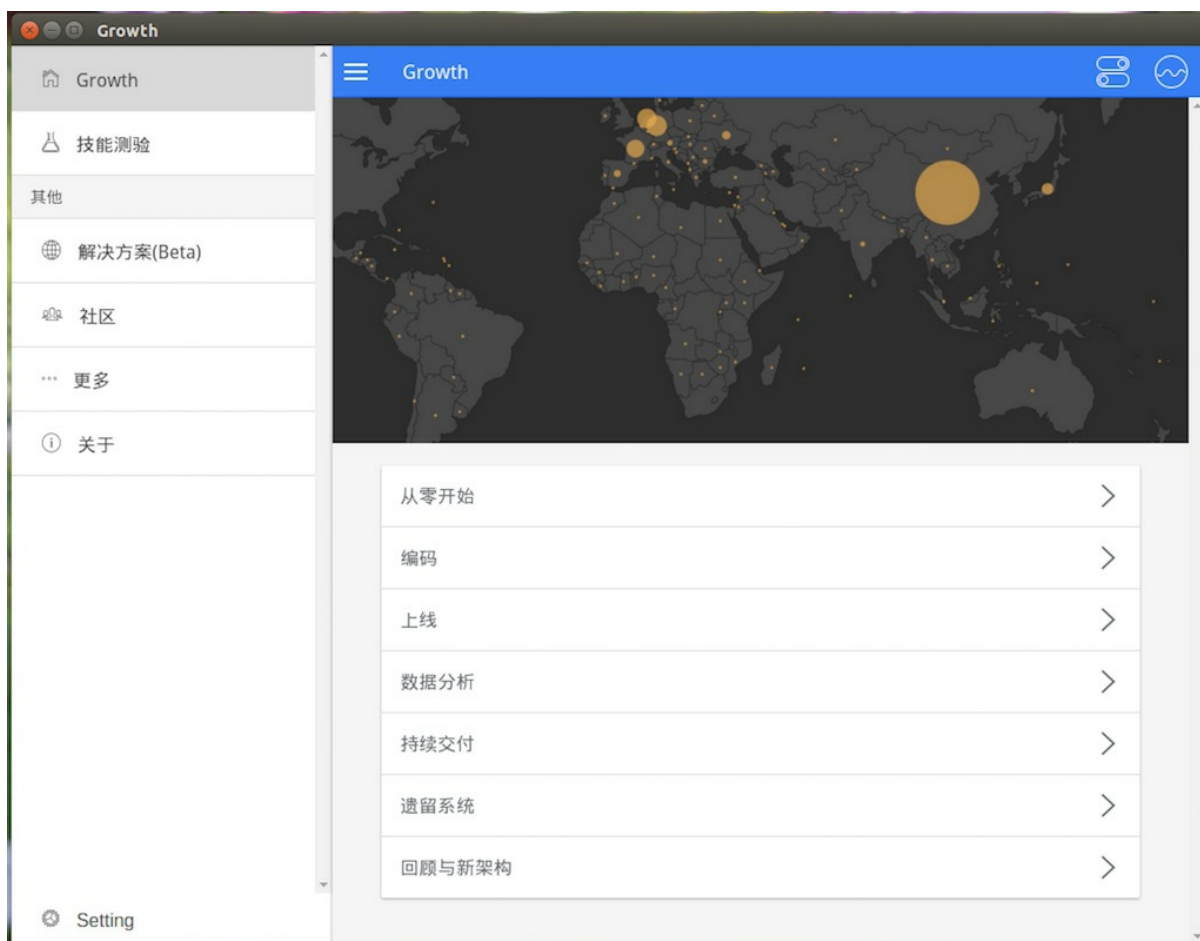 Growth
Growth
技能测验
其他
解决方案(Beta)
社区
更多
关于
Setting
Growth
从零开始
编码
上线
数据分析
持续交付
遗留系统
回顾与新架构